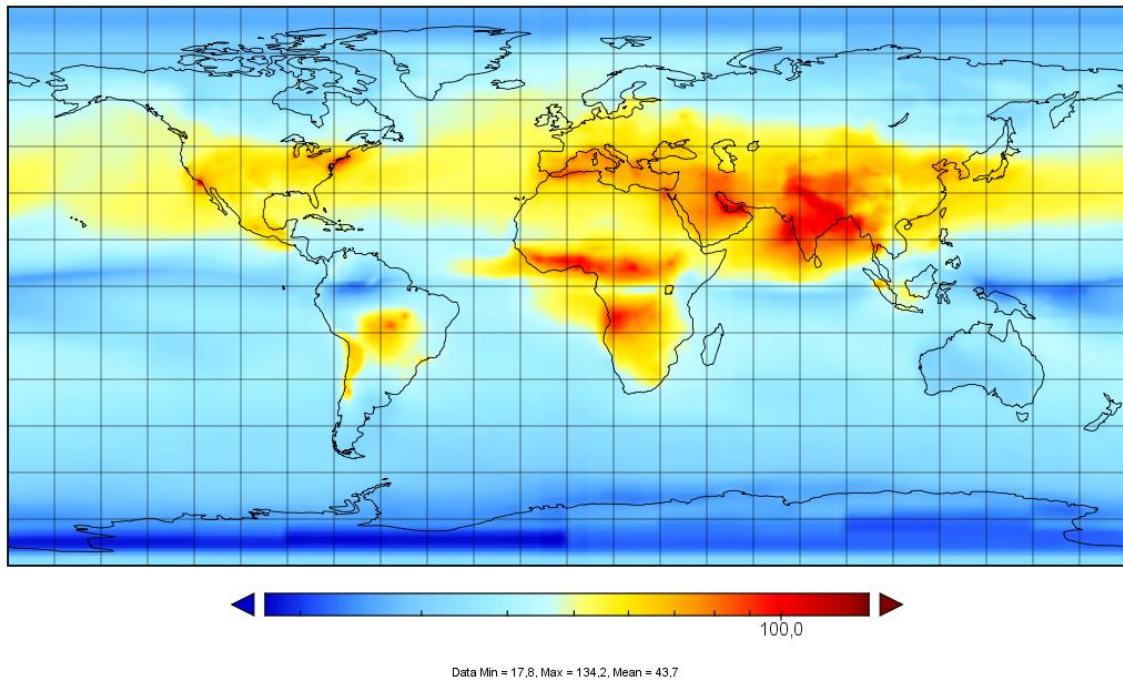 100,0
Data Min = 17,8, Max = 134,2, Mean = 43,7